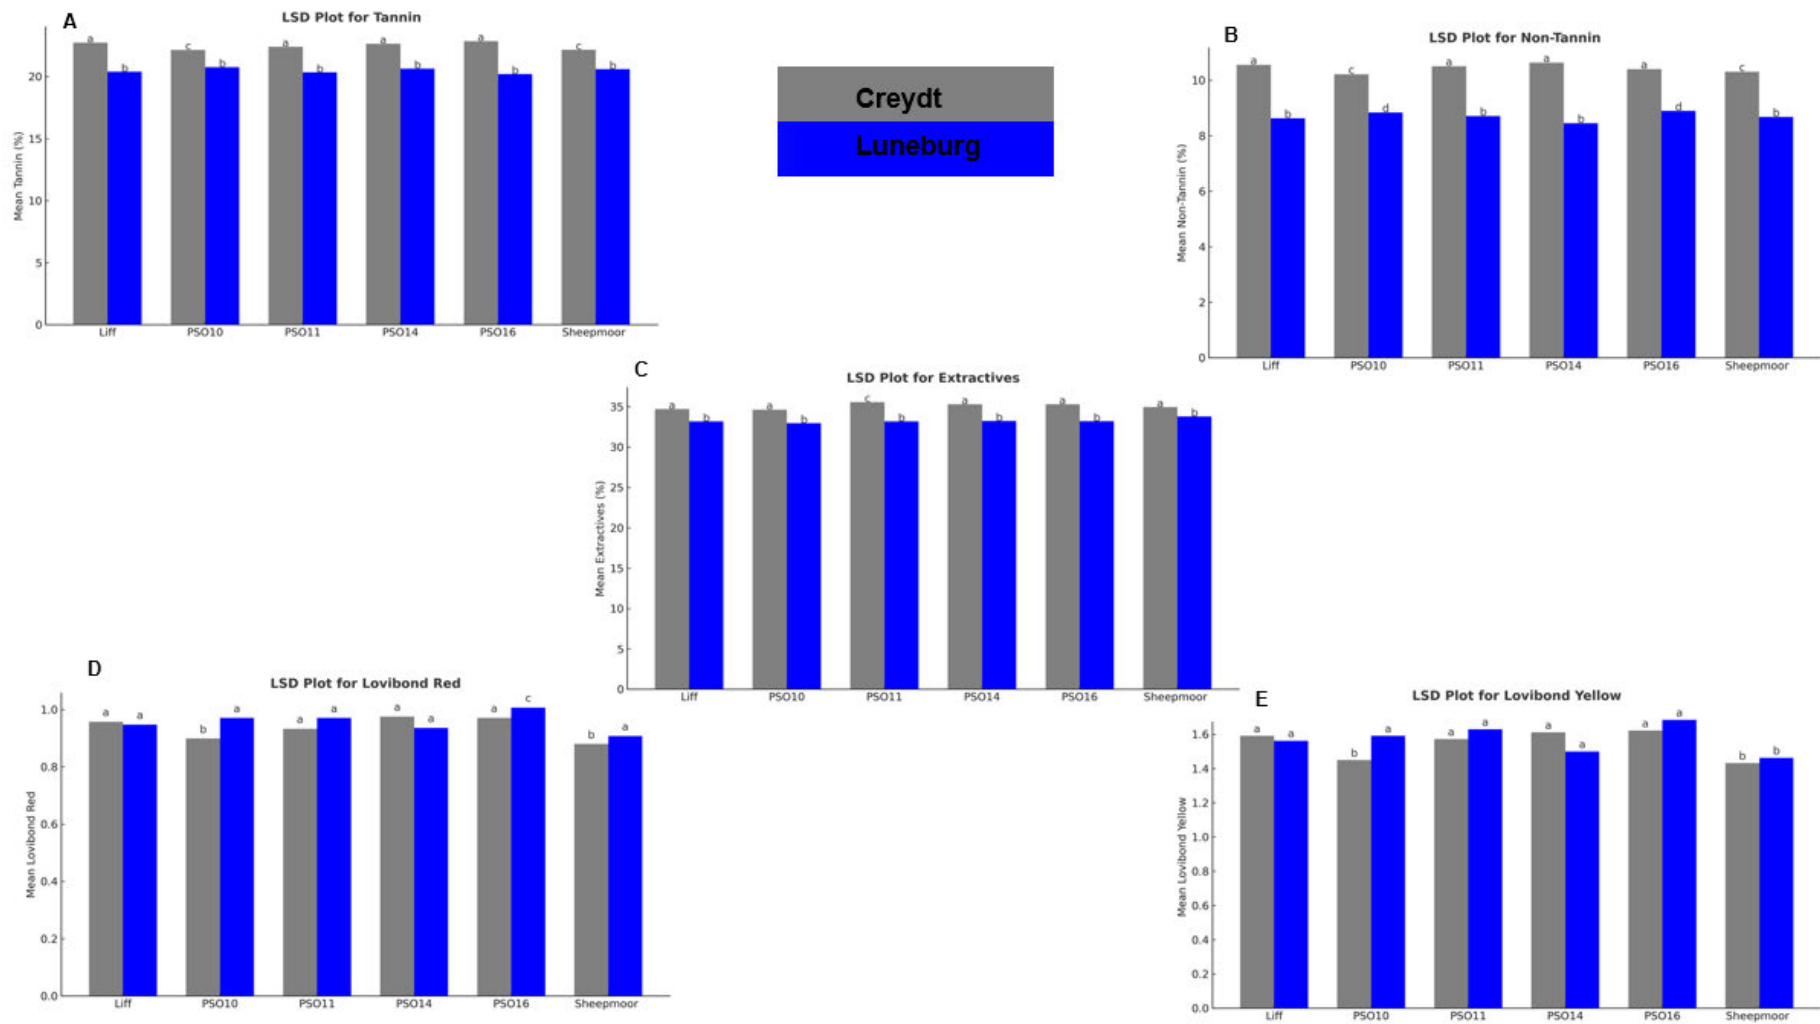 A
LSD Plot for Tannin
Mean Tannin (%)
20
15
10
5
0
a b c b a b a b a b c b
Liff PSO10 PSO11 PSO14 PSO16 Sheepmoor
Creydt
Luneburg
B
LSD Plot for Non-Tannin
Mean Non-Tannin (%)
10
8
6
4
2
0
a b c d a b a b a d c b
Liff PSO10 PSO11 PSO14 PSO16 Sheepmoor
C
LSD Plot for Extractives
Mean Extractives (%)
35
30
25
20
15
10
5
0
a b a b c b a b a b a b
Liff PSO10 PSO11 PSO14 PSO16 Sheepmoor
D
LSD Plot for Lovibond Red
Mean Lovibond Red
1.0
0.8
0.6
0.4
0.2
0.0
a a b a a a a a a c b a
Liff PSO10 PSO11 PSO14 PSO16 Sheepmoor
E
LSD Plot for Lovibond Yellow
Mean Lovibond Yellow
1.6
1.4
1.2
1.0
0.8
0.6
0.4
0.2
0.0
a a b a a a a a a a b b
Liff PSO10 PSO11 PSO14 PSO16 Sheepmoor